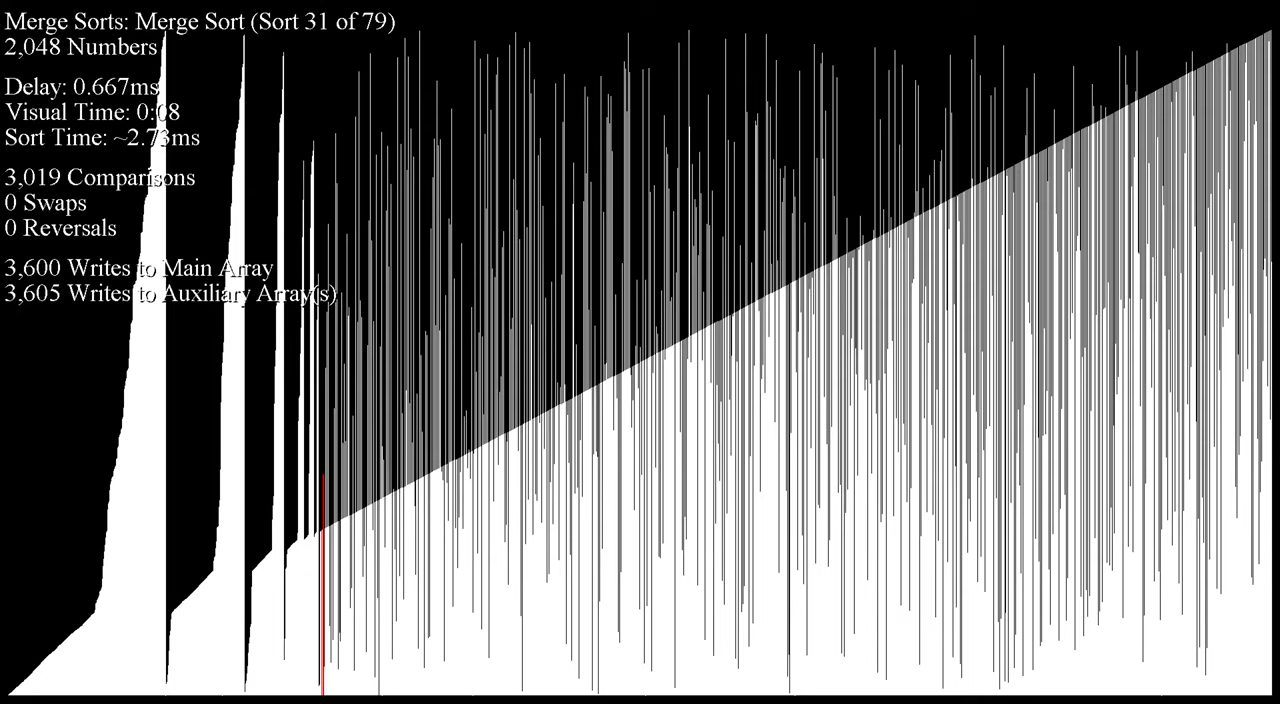 Merge Sorts: Merge Sort (Sort 31 of 79)
2,048 Numbers
Delay: 0.667ms
Visual Time: 0:08
Sort Time: ~2.73ms
3,019 Comparisons
0 Swaps
0 Reversals
3,600 Writes to Main Array
3,605 Writes to Auxiliary Array(s)